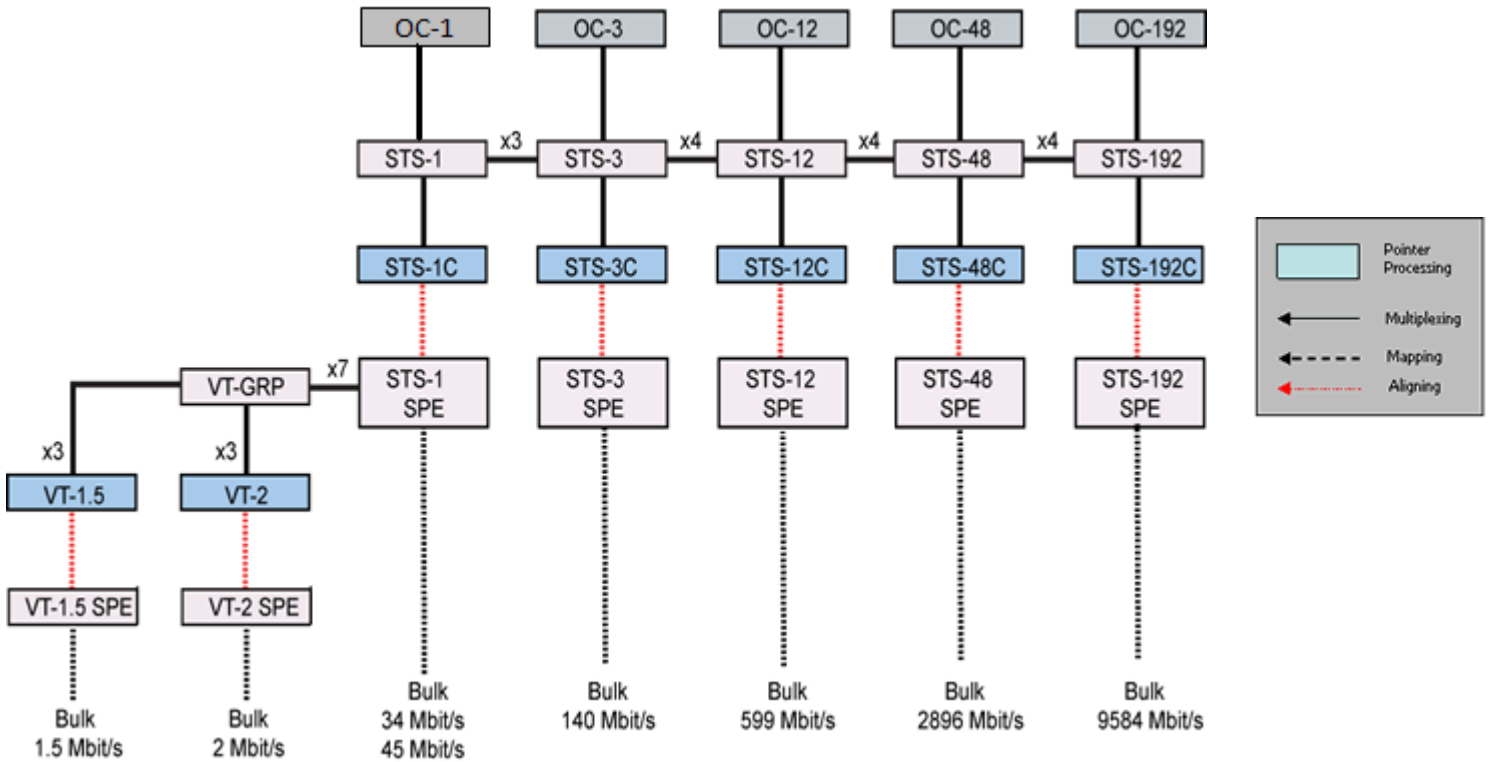 OC-1 OC-3 OC-12 OC-48 OC-192
x3 x4 x4 x4
STS-1 STS-3 STS-12 STS-48 STS-192
STS-1C STS-3C STS-12C STS-48C STS-192C
Pointer
Processing
Multiplexing
Mapping
Aligning
VT-GRP x7 STS-1 STS-3 STS-12 STS-48 STS-192
SPE SPE SPE SPE SPE
x3 x3
VT-1.5 VT-2
VT-1.5 SPE VT-2 SPE
Bulk Bulk Bulk Bulk Bulk
34 Mbit/s 140 Mbit/s 599 Mbit/s 2896 Mbit/s 9584 Mbit/s
45 Mbit/s
Bulk Bulk
1.5 Mbit/s 2 Mbit/s